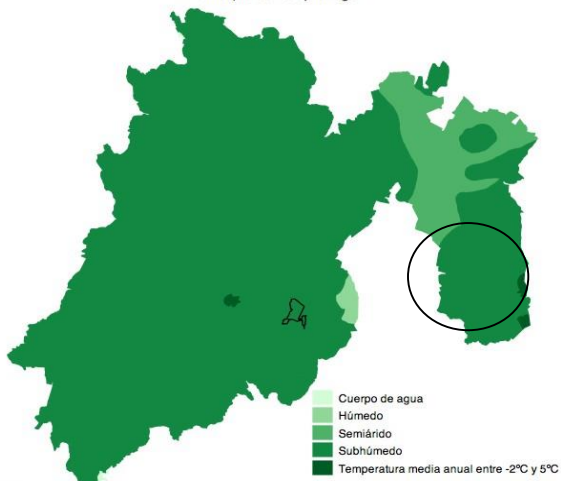 Cuerpo de agua
Húmedo
Semiárido
Subhúmedo
Temperatura media anual entre -2ºC y 5ºC